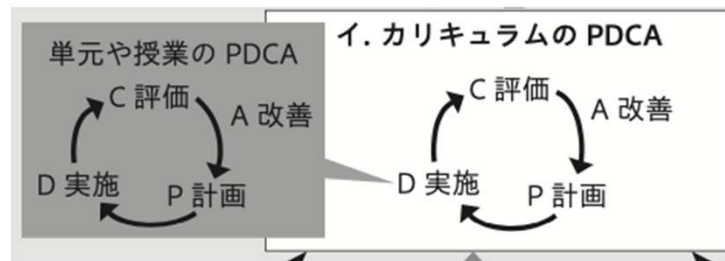 単元や授業の PDCA
C 評価
A 改善
D 実施
P 計画
イ. カリキュラムの PDCA
C 評価
A 改善
D 実施
P 計画